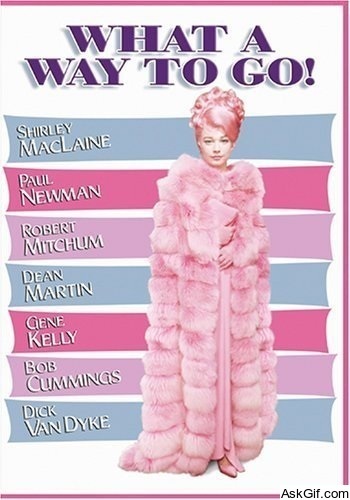 WHAT A
WAY TO GO!
SHIRLEY
MACLAINE
PAUL
NEWMAN
ROBERT
MITCHUM
DEAN
MARTIN
GENE
KELLY
BOB
CUMMINGS
DICK
VAN DYKE
AskGif.com